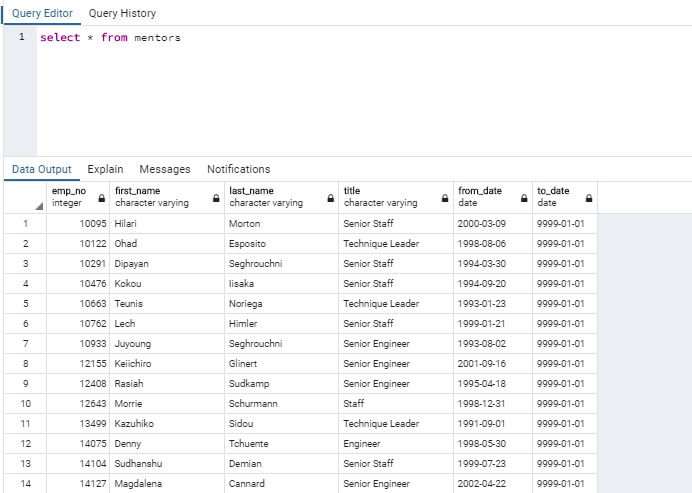 Query Editor Query History
1 select * from mentors
Data Output Explain Messages Notifications
emp_no first_name last_name title from_date to_date
integer character varying character varying character varying date date
1 10095 Hilari Morton Senior Staff 2000-03-09 9999-01-01
2 10122 Ohad Esposito Technique Leader 1998-08-06 9999-01-01
3 10291 Dipayan Seghrouchni Senior Staff 1994-03-30 9999-01-01
4 10476 Kokou Iisaka Senior Staff 1994-09-20 9999-01-01
5 10663 Teunis Noriega Technique Leader 1993-01-23 9999-01-01
6 10762 Lech Himler Senior Staff 1999-01-21 9999-01-01
7 10933 Juyoung Seghrouchni Senior Engineer 1993-08-02 9999-01-01
8 12155 Keiichiro Glinert Senior Engineer 2001-09-16 9999-01-01
9 12408 Rasiah Sudkamp Senior Engineer 1995-04-18 9999-01-01
10 12643 Morrie Schurmann Staff 1998-12-31 9999-01-01
11 13499 Kazuhiko Sidou Technique Leader 1991-09-01 9999-01-01
12 14075 Denny Tchuente Engineer 1998-05-30 9999-01-01
13 14104 Sudhanshu Demian Senior Staff 1999-07-23 9999-01-01
14 14127 Magdalena Cannard Senior Engineer 2002-04-22 9999-01-01